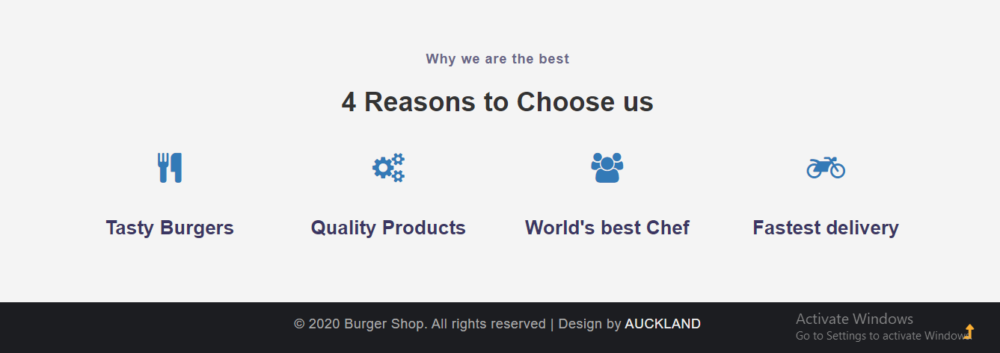 Why we are the best
4 Reasons to Choose us
Tasty Burgers
Quality Products
World's best Chef
Fastest delivery
© 2020 Burger Shop. All rights reserved | Design by AUCKLAND
Activate Windows
Go to Settings to activate Windows.